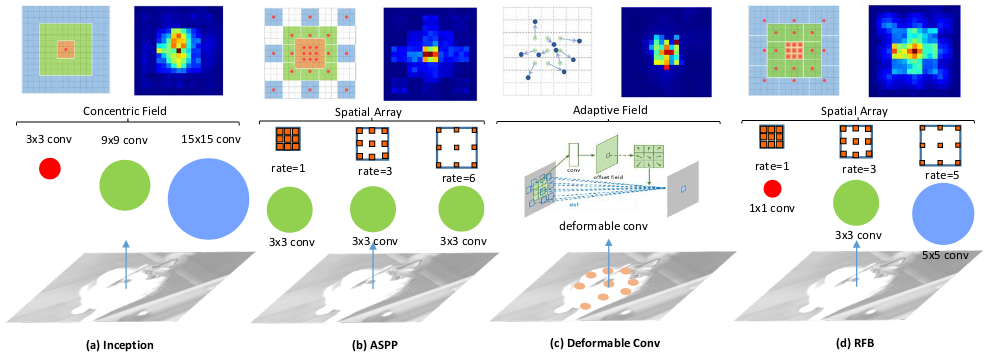 Concentric Field
3x3 conv
9x9 conv
15x15 conv
(a) Inception
Spatial Array
rate=1
rate=3
rate=6
3x3 conv
3x3 conv
3x3 conv
(b) ASPP
Adaptive Field
conv
offset field
deformable conv
(c) Deformable Conv
Spatial Array
rate=1
rate=3
rate=5
1x1 conv
3x3 conv
5x5 conv
(d) RFB